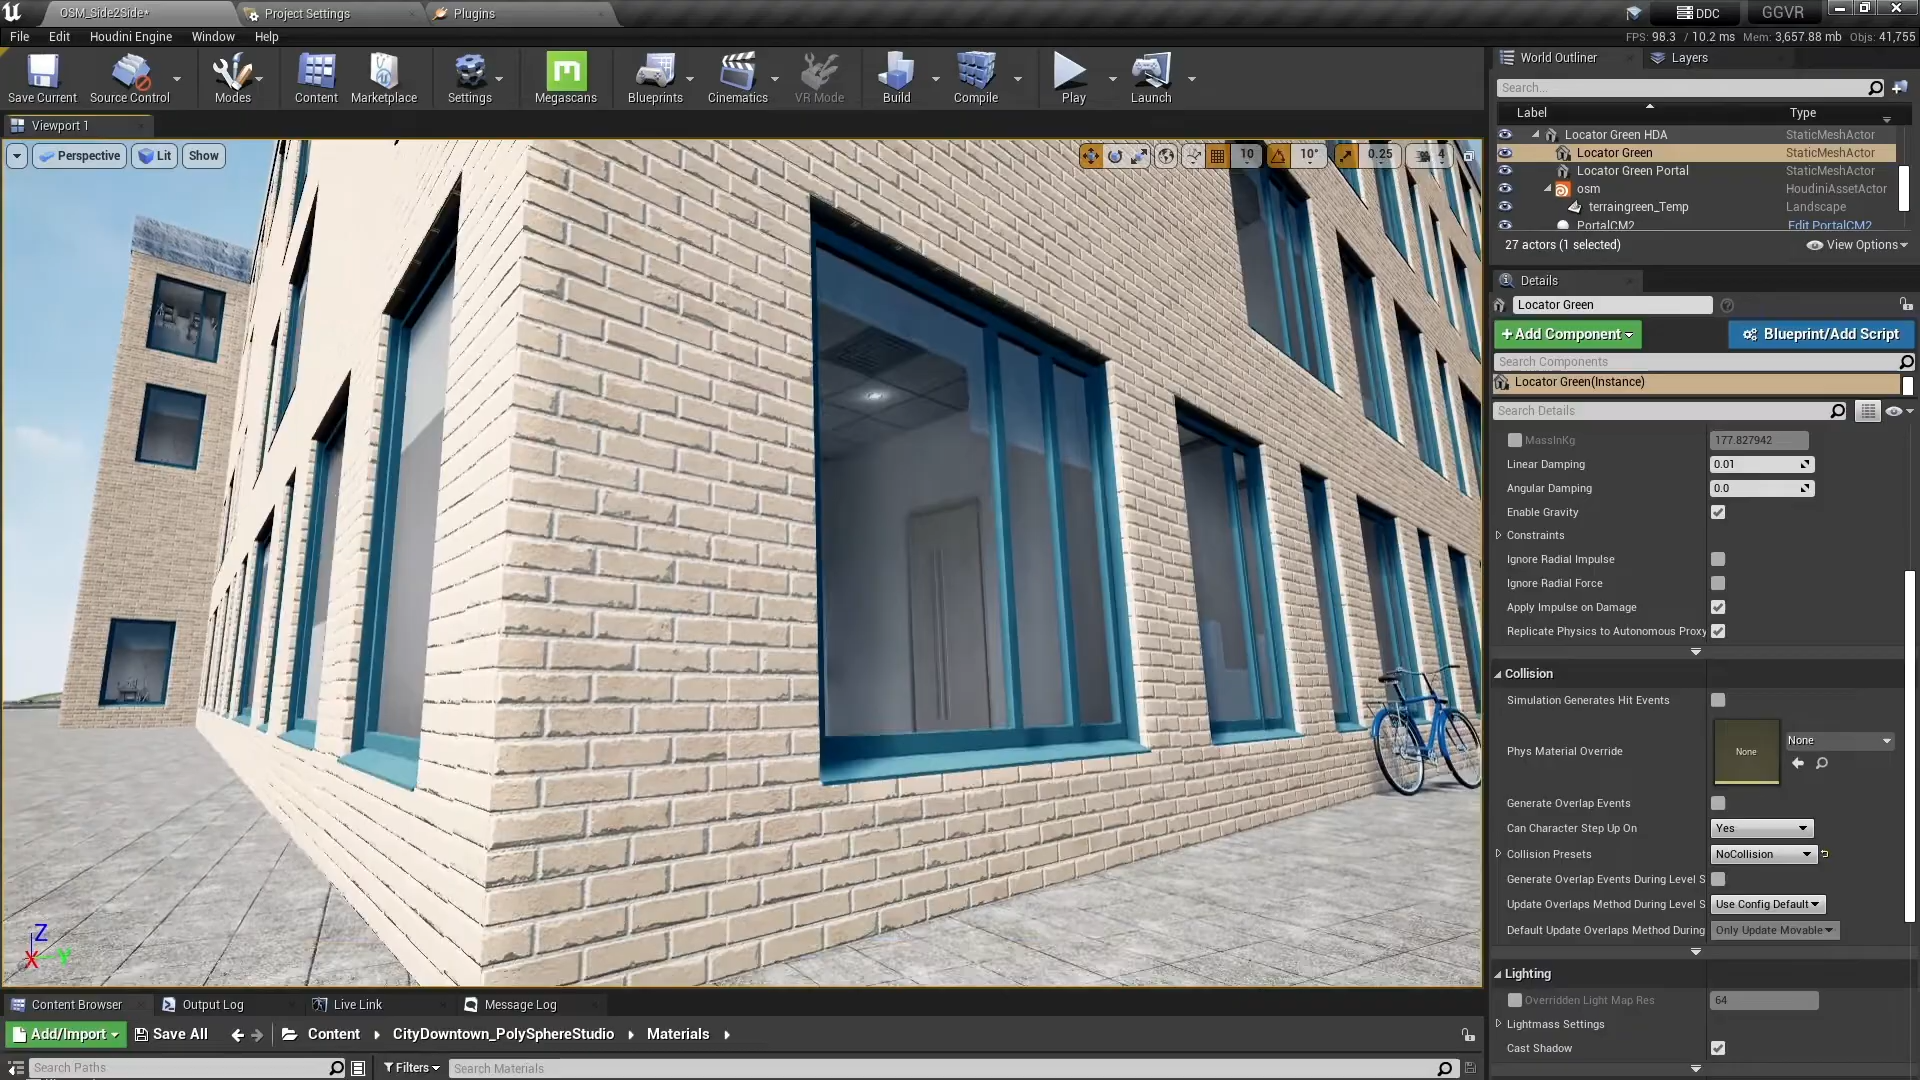 OSM_Side2Side*
Project Settings
Plugins
DDC
GGVR
File
Edit
Houdini Engine
Window
Help
FPS: 98.3 / 10.2 ms Mem: 3,657.88 mb Objs: 41,755
Save Current
Source Control
Modes
Content
Marketplace
Settings
Megascans
Blueprints
Cinematics
VR Mode
Build
Compile
Play
Launch
World Outliner
Layers
Search...
Label
Type
Viewport 1
Locator Green HDA
StaticMeshActor
Locator Green
StaticMeshActor
Locator Green Portal
StaticMeshActor
osm
HoudiniAssetActor
terraingreen_Temp
Landscape
PortalCM2
Edit PortalCM2
27 actors (1 selected)
View Options
Perspective
Lit
Show
10
10°
0.25
4
Details
Locator Green
+Add Component
Blueprint/Add Script
Search Components
Locator Green(Instance)
Search Details
MassInKg
177.827942
Linear Damping
0.01
Angular Damping
0.0
Enable Gravity
Constraints
Ignore Radial Impulse
Ignore Radial Force
Apply Impulse on Damage
Replicate Physics to Autonomous Proxy
Collision
Simulation Generates Hit Events
Phys Material Override
None
None
Generate Overlap Events
Can Character Step Up On
Yes
Collision Presets
NoCollision
Generate Overlap Events During Level S
Update Overlaps Method During Level S
Use Config Default
Default Update Overlaps Method During
Only Update Movable
Lighting
Overridden Light Map Res
64
Lightmass Settings
Cast Shadow
Z
X
Y
Content Browser
Output Log
Live Link
Message Log
Add/Import
Save All
Content
CityDowntown_PolySphereStudio
Materials
Search Paths
Filters
Search Materials